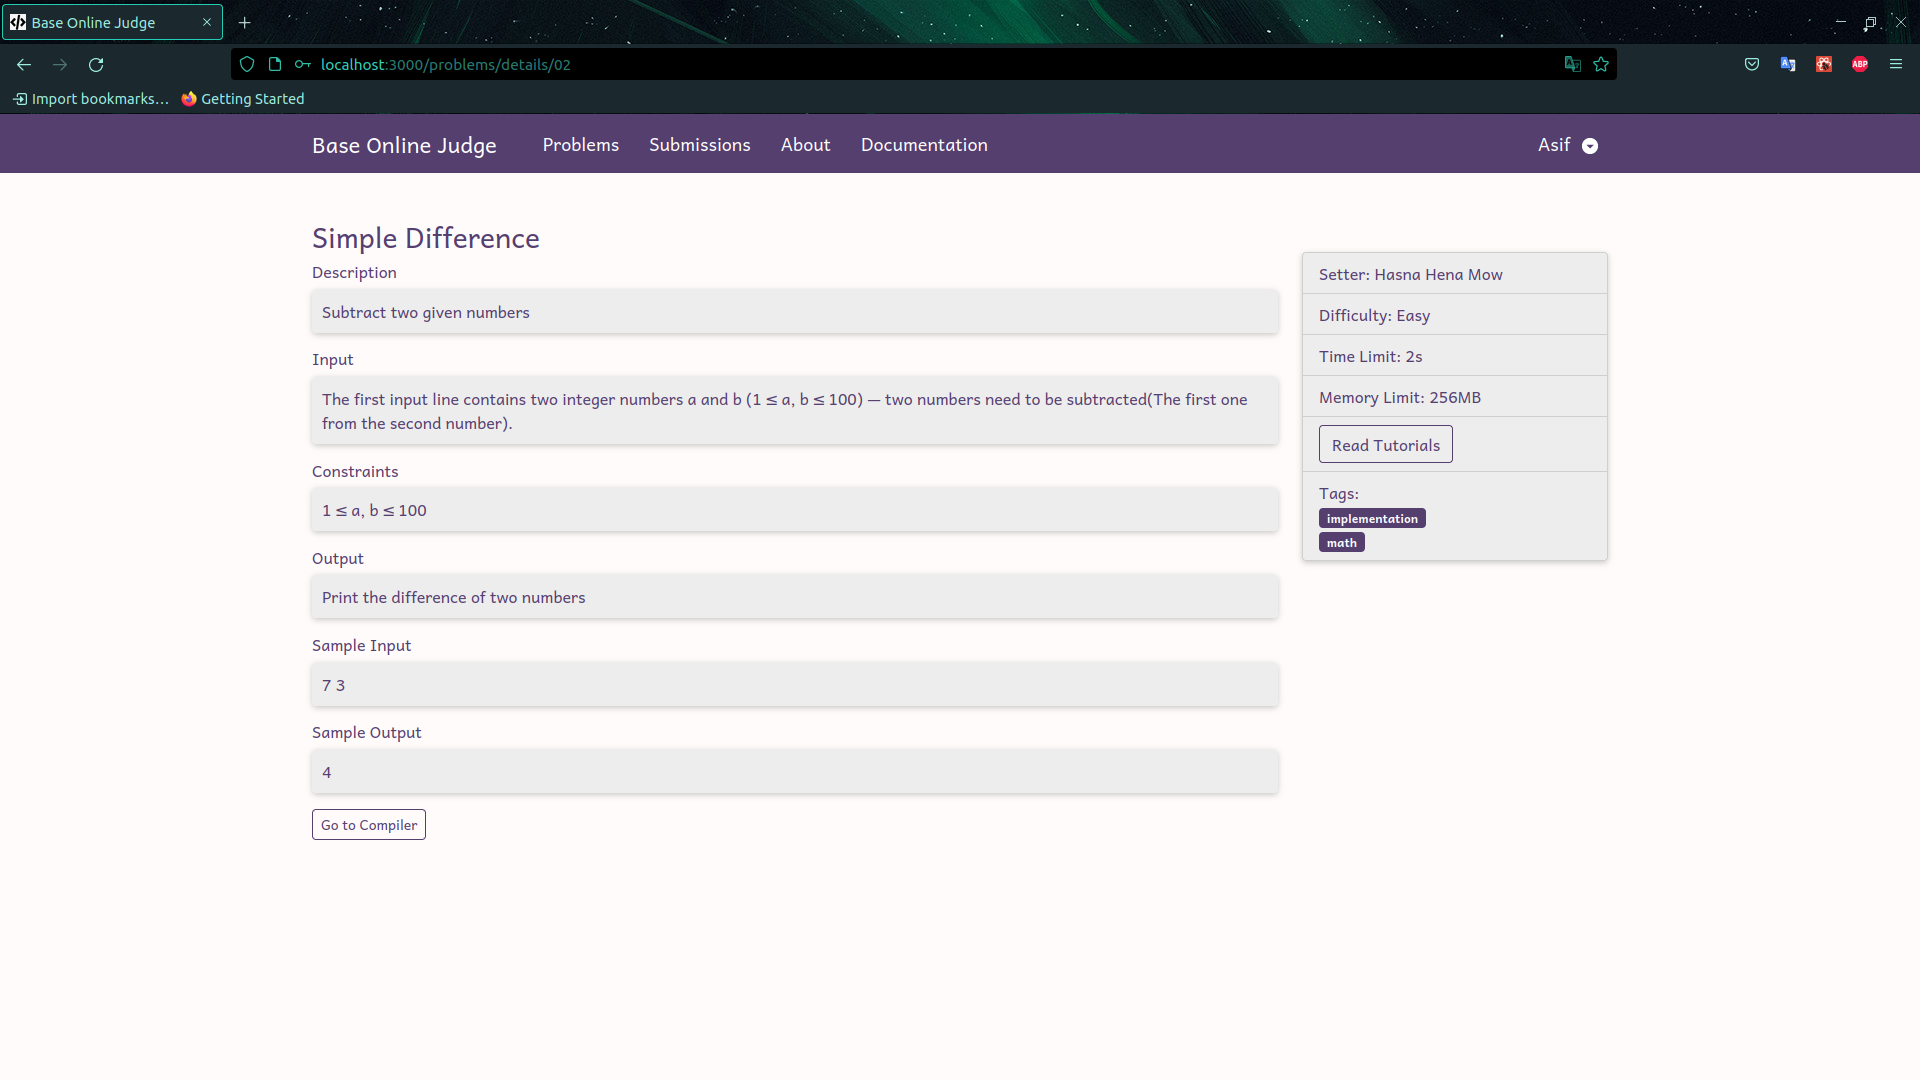 Base Online Judge
localhost:3000/problems/details/02
ABP
Import bookmarks...
Getting Started
Base Online Judge
Problems
Submissions
About
Documentation
Asif
Simple Difference
Description
Subtract two given numbers
Input
The first input line contains two integer numbers a and b (1 ≤ a, b ≤ 100) — two numbers need to be subtracted(The first one
from the second number).
Constraints
1 ≤ a, b ≤ 100
Output
Print the difference of two numbers
Sample Input
7 3
Sample Output
4
Go to Compiler
Setter: Hasna Hena Mow
Difficulty: Easy
Time Limit: 2s
Memory Limit: 256MB
Read Tutorials
Tags:
implementation
math